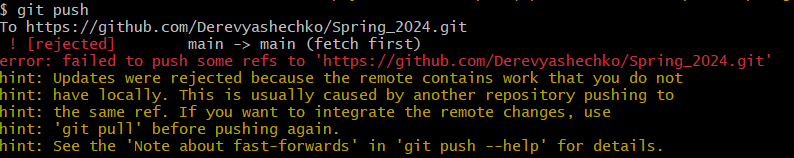 $ git push
To https://github.com/Derevyashechko/Spring_2024.git
 ! [rejected]        main -> main (fetch first)
error: failed to push some refs to 'https://github.com/Derevyashechko/Spring_2024.git'
hint: Updates were rejected because the remote contains work that you do not
hint: have locally. This is usually caused by another repository pushing to
hint: the same ref. If you want to integrate the remote changes, use
hint: 'git pull' before pushing again.
hint: See the 'Note about fast-forwards' in 'git push --help' for details.